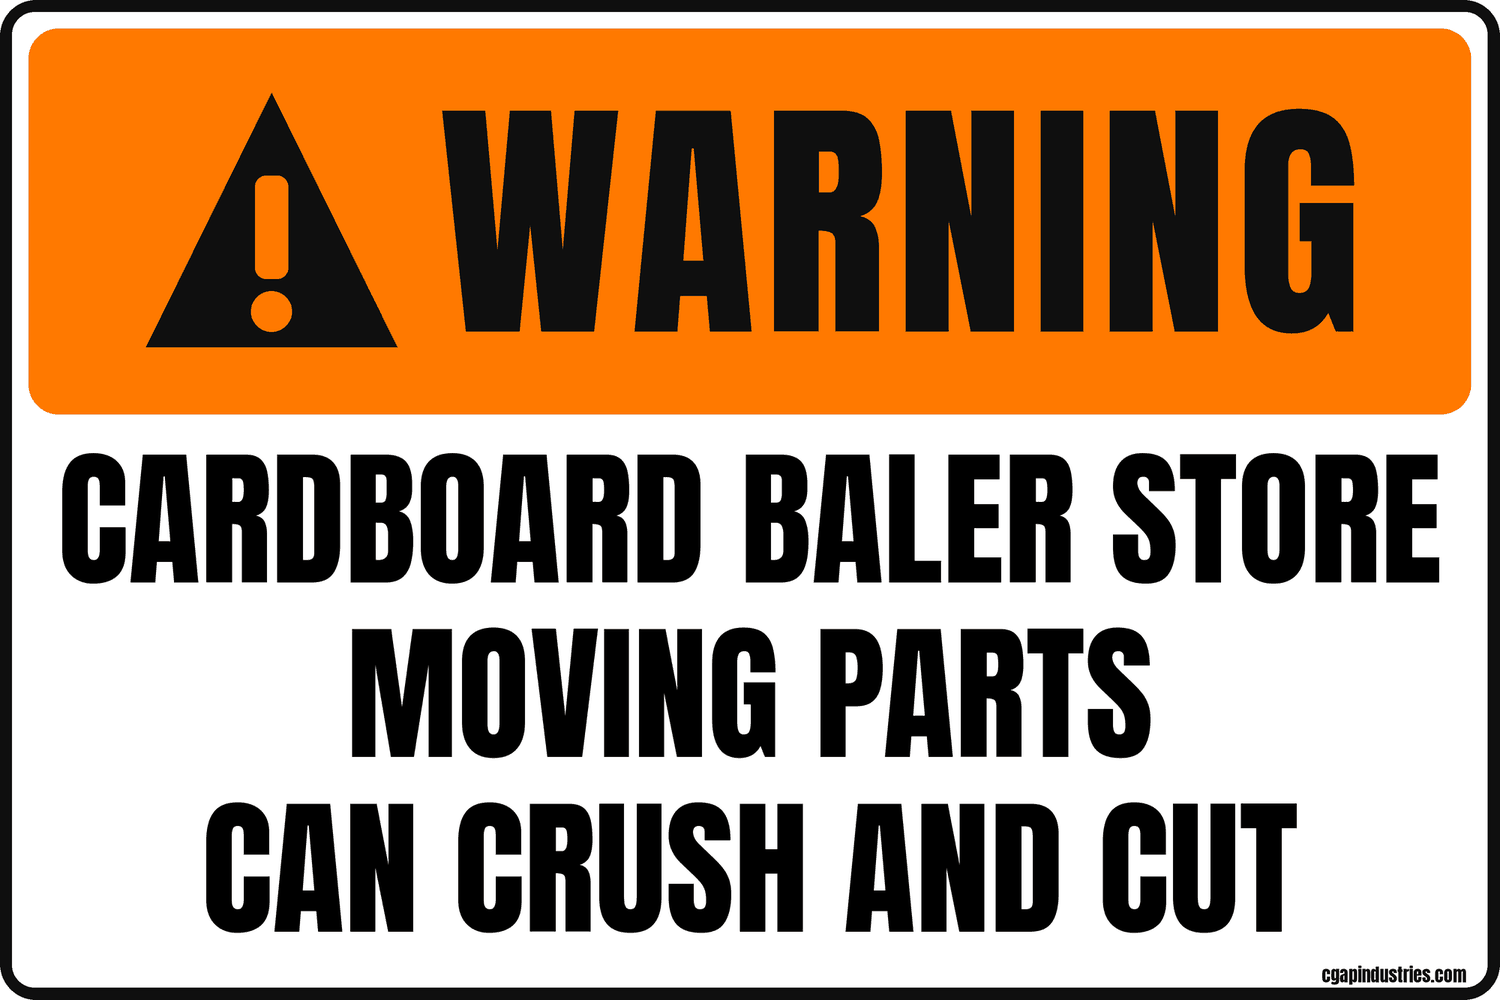 WARNING
CARDBOARD BALER STORE
MOVING PARTS
CAN CRUSH AND CUT
cgapindustries.com